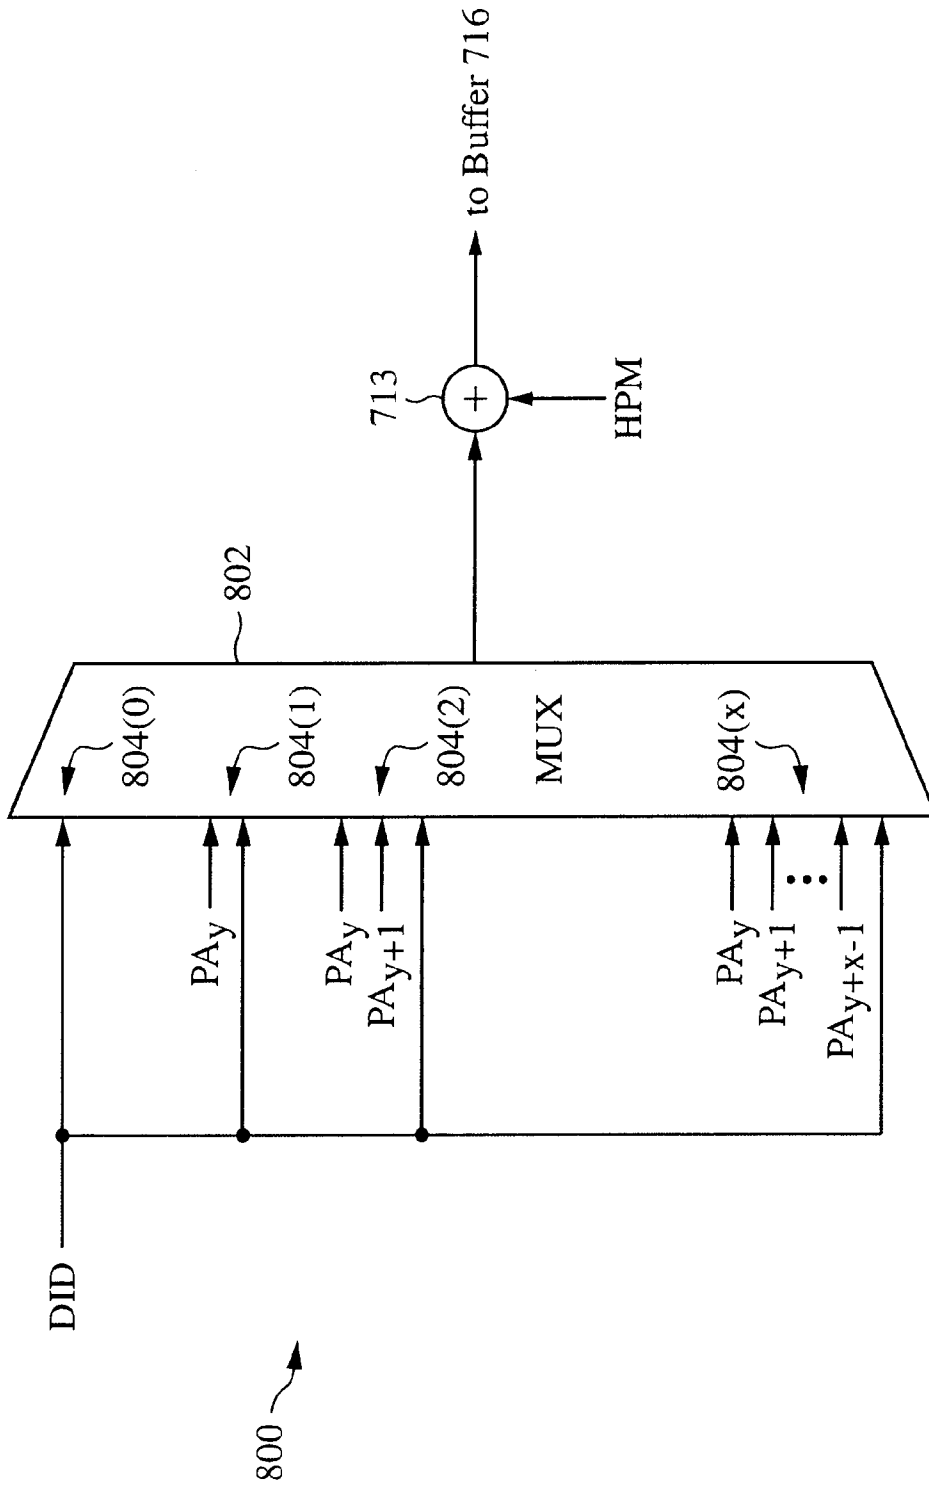 DID
PAy
PAy
PAy+1
PAy
PAy+1
PAy+x-1
804(0)
804(1)
804(2)
MUX
804(x)
802
713
+
HPM
to Buffer 716
800